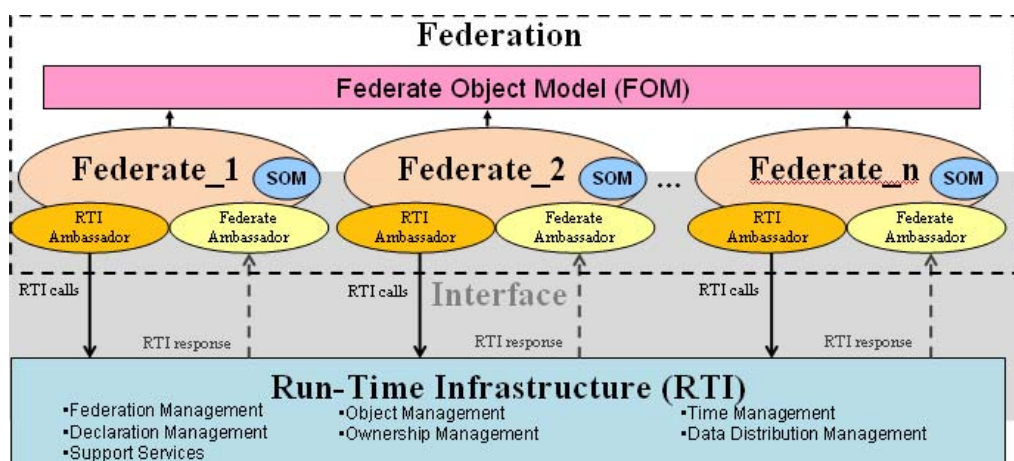 Federation
Federate Object Model (FOM)
Federate_1
SOM
Federate_2
SOM
...
Federate_n
SOM
RTI
Ambassador
Federate
Ambassador
RTI
Ambassador
Federate
Ambassador
RTI
Ambassador
Federate
Ambassador
RTI calls
RTI calls
Interface
RTI calls
RTI response
RTI response
RTI response
Run-Time Infrastructure (RTI)
▪Federation Management
▪Declaration Management
▪Support Services
▪Object Management
▪Ownership Management
▪Time Management
▪Data Distribution Management